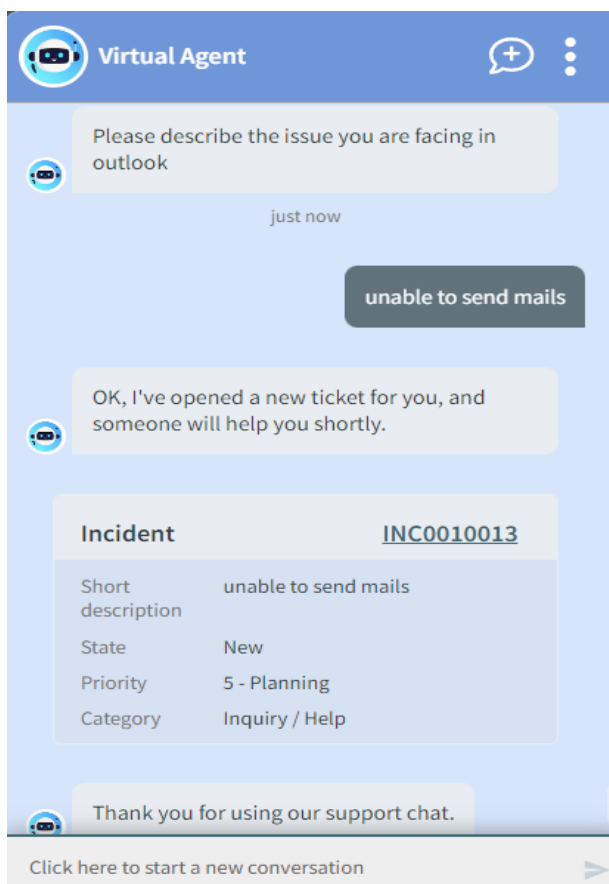 Virtual Agent
Please describe the issue you are facing in
outlook
just now
unable to send mails
OK, I've opened a new ticket for you, and
someone will help you shortly.
Incident INC0010013
Short unable to send mails
description
State New
Priority 5 - Planning
Category Inquiry / Help
Thank you for using our support chat.
Click here to start a new conversation